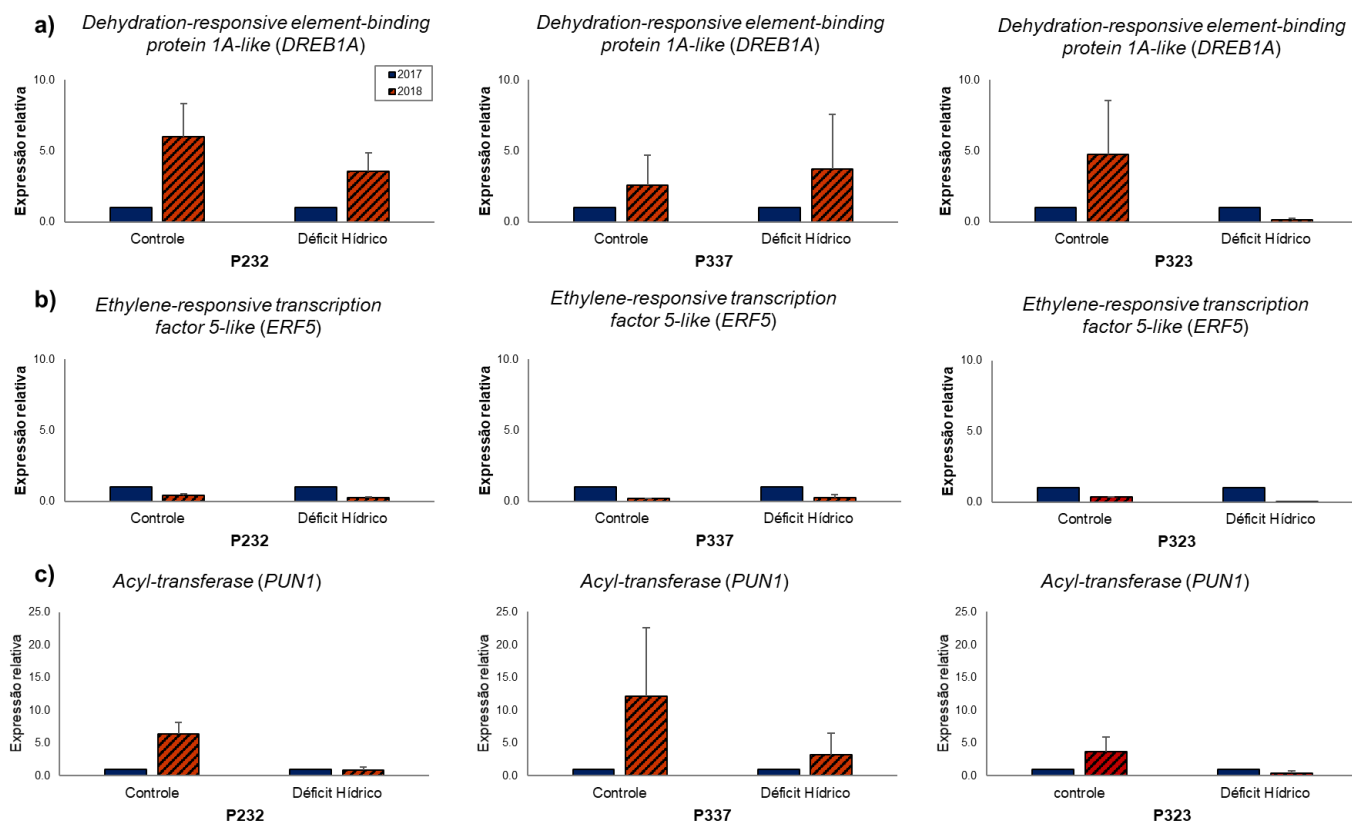 a)
Dehydration-responsive element-binding
protein 1A-like (DREB1A)
Expressão relativa
10.0
5.0
0.0
2017
2018
Controle
Déficit Hídrico
P232
Dehydration-responsive element-binding
protein 1A-like (DREB1A)
Expressão relativa
10.0
5.0
0.0
Controle
Déficit Hídrico
P337
Dehydration-responsive element-binding
protein 1A-like (DREB1A)
Expressão relativa
10.0
5.0
0.0
Controle
Déficit Hídrico
P323
b)
Ethylene-responsive transcription
factor 5-like (ERF5)
Expressão relativa
10.0
5.0
0.0
Controle
Déficit Hídrico
P232
Ethylene-responsive transcription
factor 5-like (ERF5)
Expressão relativa
10.0
5.0
0.0
Controle
Déficit Hídrico
P337
Ethylene-responsive transcription
factor 5-like (ERF5)
Expressão relativa
10.0
5.0
0.0
Controle
Déficit Hídrico
P323
c)
Acyl-transferase (PUN1)
Expressão relativa
25.0
20.0
15.0
10.0
5.0
0.0
Controle
Déficit Hídrico
P232
Acyl-transferase (PUN1)
Expressão relativa
25.0
20.0
15.0
10.0
5.0
0.0
Controle
Déficit Hídrico
P337
Acyl-transferase (PUN1)
Expressão relativa
25.0
20.0
15.0
10.0
5.0
0.0
controle
Déficit Hídrico
P323